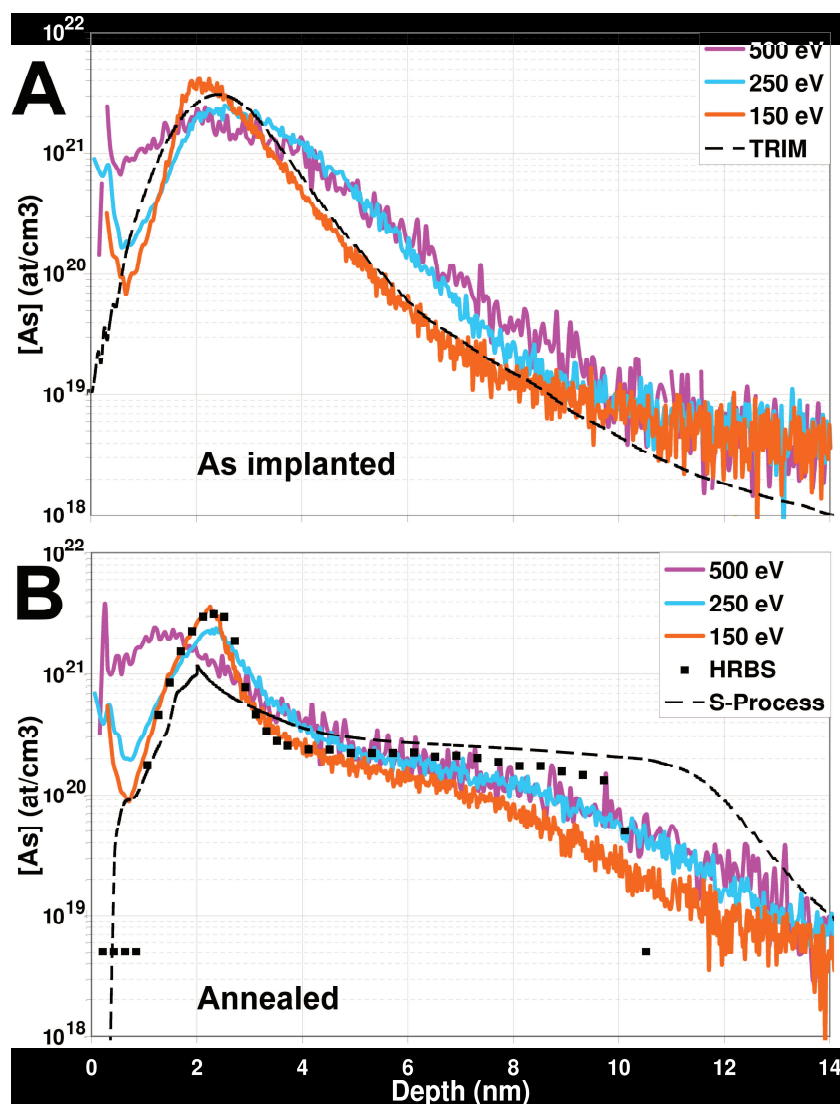 10^22
A
500 eV
250 eV
150 eV
TRIM
10^21
10^20
[As] (at/cm3)
10^19
As implanted
10^18
10^22
B
500 eV
250 eV
150 eV
HRBS
S-Process
10^21
10^20
[As] (at/cm3)
10^19
Annealed
10^18
0 2 4 6 8 10 12 14
Depth (nm)